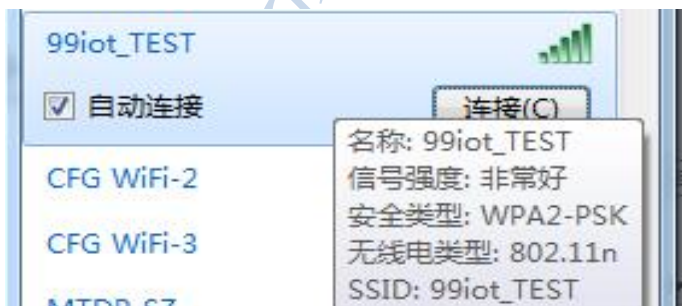 99iot_TEST
自动连接
连接(C)
名称: 99iot_TEST
信号强度: 非常好
安全类型: WPA2-PSK
无线电类型: 802.11n
SSID: 99iot_TEST
CFG WiFi-2
CFG WiFi-3